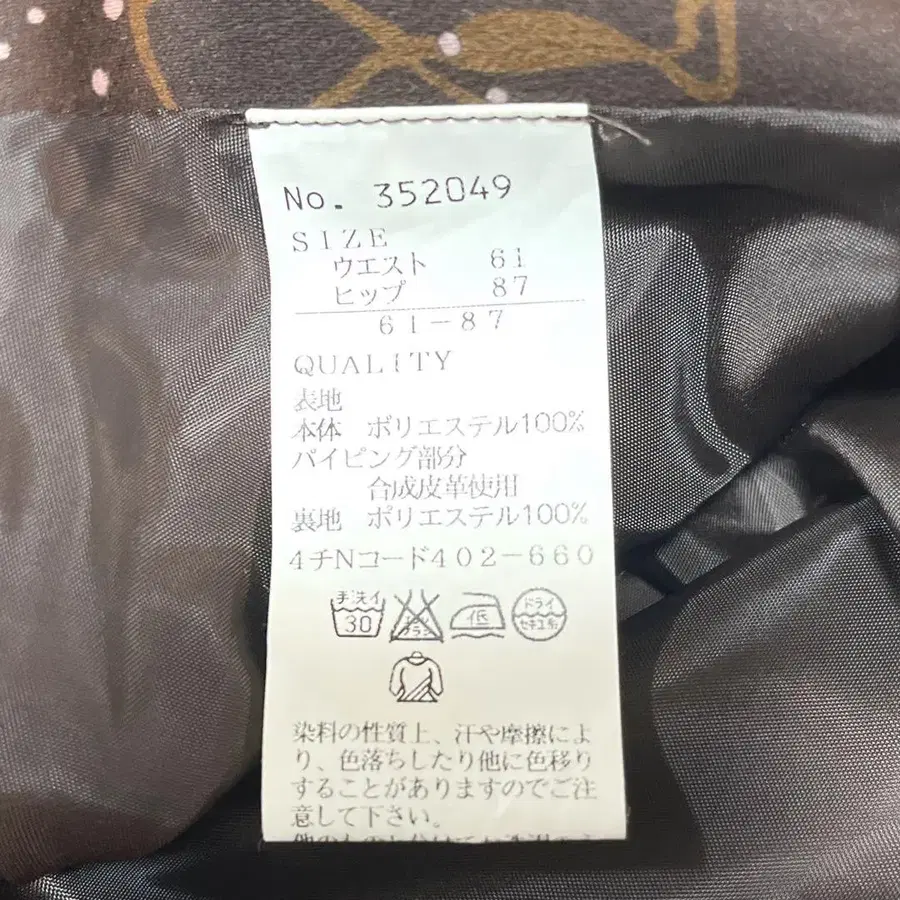 No. 352049
SIZE
ウエスト 61
ヒップ 87
61-87
QUALITY
表地
本体 ポリエステル100%
パイピング部分
合成皮革使用
裏地 ポリエステル100%
4チNコード402-660
手洗イ 30
エンソ サラシ
低
ドライ セキユ系
染料の性質上、汗や摩擦によ
り、色落ちしたり他に色移り
することがありますのでご注
意して下さい。